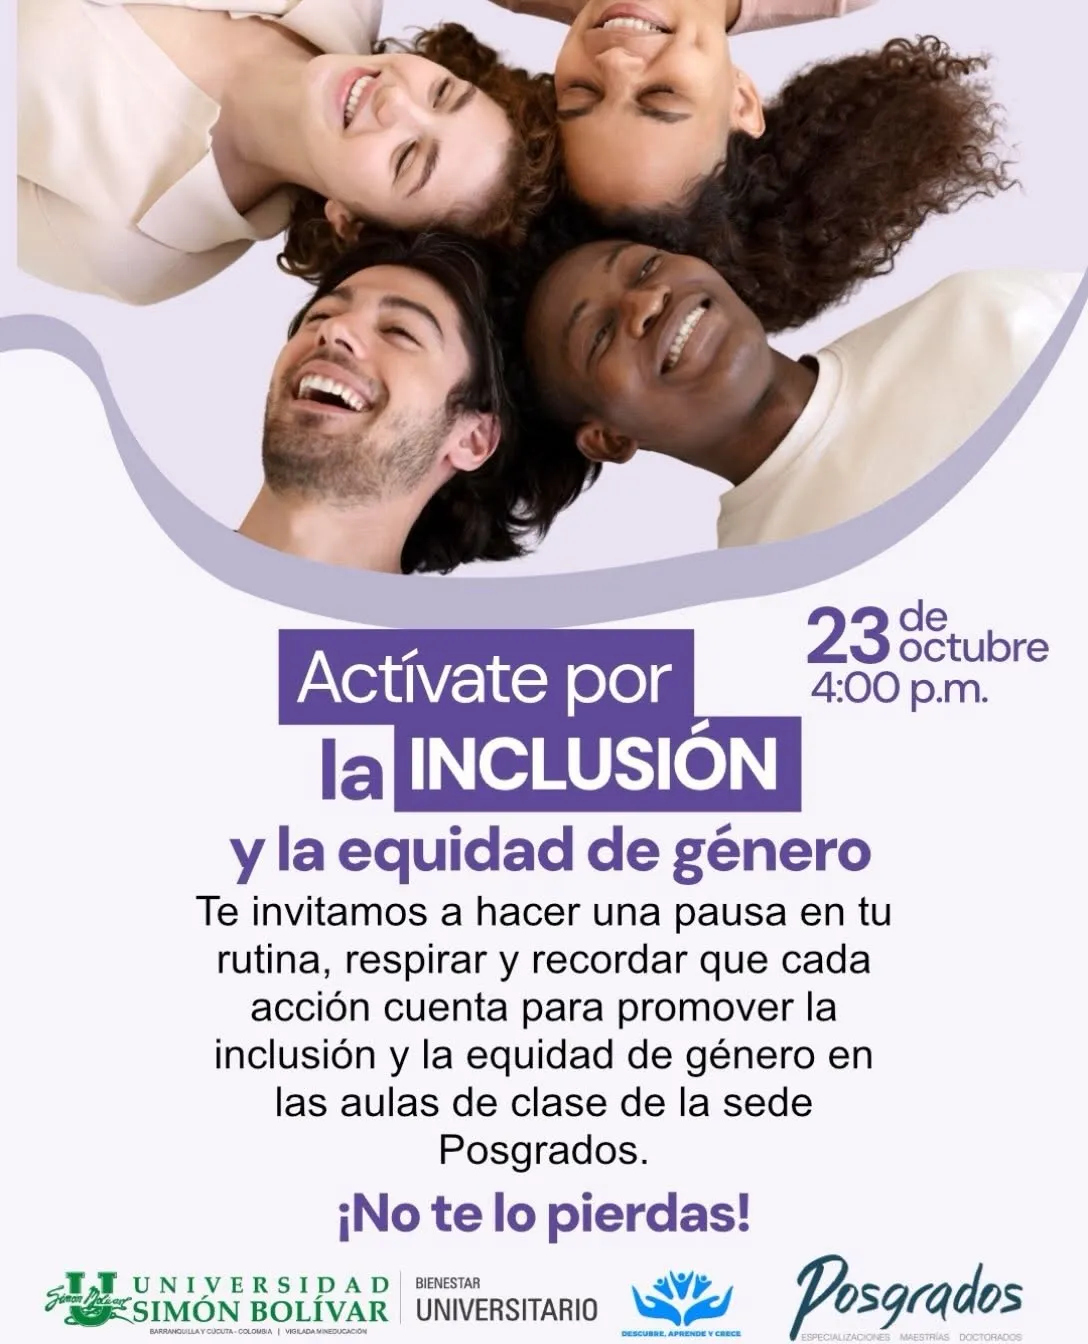 23 de octubre
4:00 p.m.
Actívate por
la INCLUSIÓN
y la equidad de género
Te invitamos a hacer una pausa en tu
rutina, respirar y recordar que cada
acción cuenta para promover la
inclusión y la equidad de género en
las aulas de clase de la sede
Posgrados.
¡No te lo pierdas!
Simón Bolívar
UNIVERSIDAD
SIMÓN BOLÍVAR
BARRANQUILLA Y CÚCUTA - COLOMBIA | VIGILADA MINEDUCACIÓN
BIENESTAR
UNIVERSITARIO
DESCUBRE, APRENDE Y CRECE
Posgrados
ESPECIALIZACIONES MAESTRÍAS DOCTORADOS